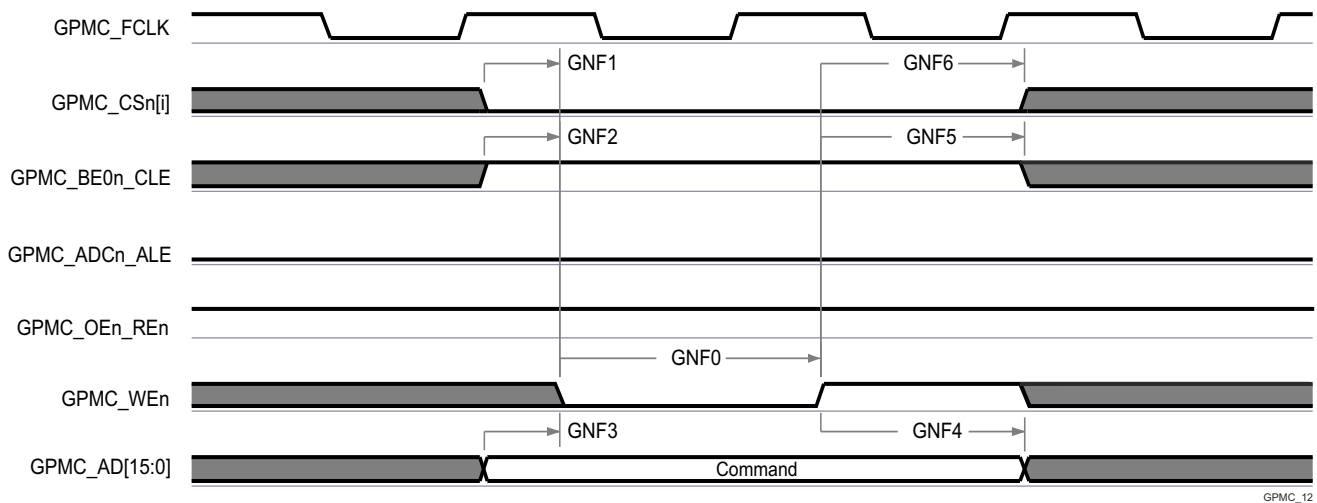 GPMC_FCLK
GNF1
GNF6
GPMC_CSn[i]
GNF2
GNF5
GPMC_BE0n_CLE
GPMC_ADCn_ALE
GPMC_OEn_REn
GNF0
GPMC_WEn
GNF3
GNF4
GPMC_AD[15:0]
Command
GPMC_12